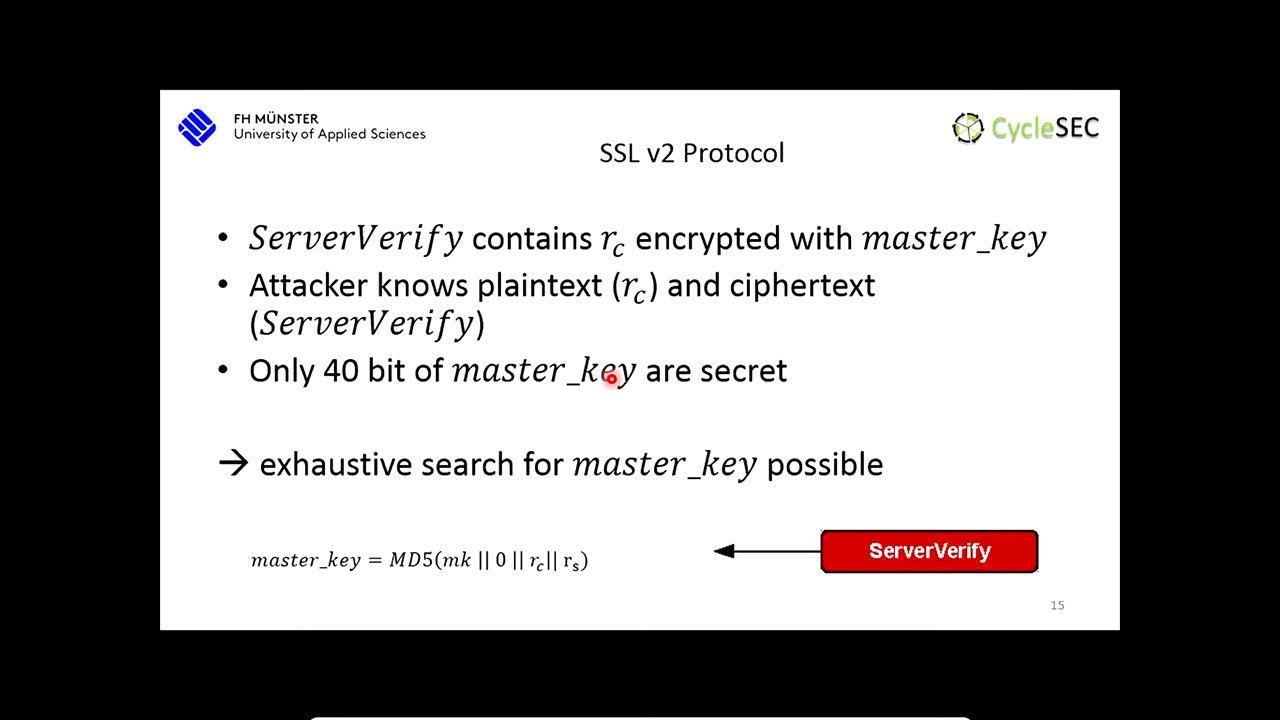 FH MÜNSTER
University of Applied Sciences
CycleSEC
SSL v2 Protocol
• ServerVerify contains r_c encrypted with master_key
• Attacker knows plaintext (r_c) and ciphertext
(ServerVerify)
• Only 40 bit of master_key are secret
→ exhaustive search for master_key possible
master_key = MD5(mk || 0 || r_c || r_s)
ServerVerify
15